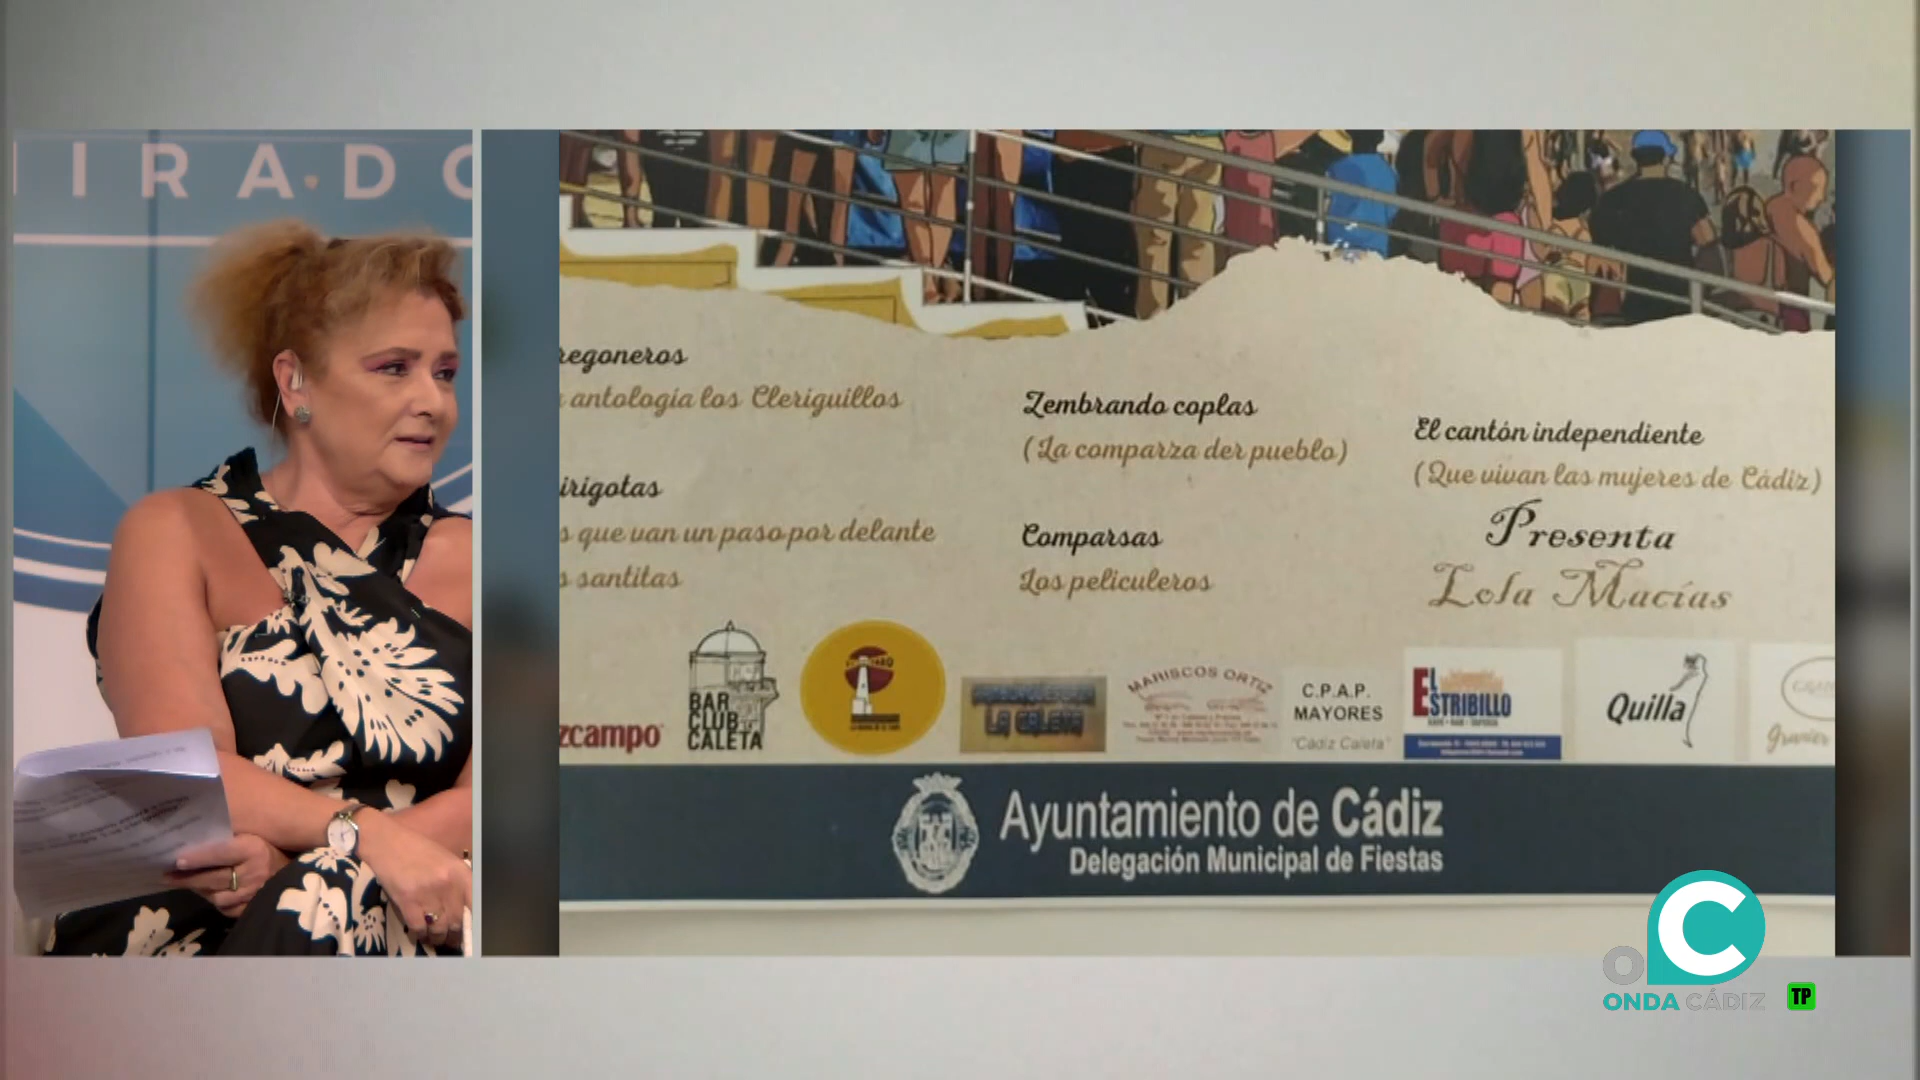 IRADO
regoneros
antología los Cleriguillos
irigotas
s que van un paso por delante
s santitas
Zembrando coplas
(La comparza der pueblo)
Comparsas
Los peliculeros
El cantón independiente
(Que vivan las mujeres de Cádiz)
Presenta
Lola Macías
zcampo
BAR
CLUB
CALETA
LA CALETA
MARISCOS ORTIZ
C.P.A.P.
MAYORES
"Cádiz Caleta"
EL
ESTRIBILLO
Quilla
Ayuntamiento de Cádiz
Delegación Municipal de Fiestas
ONDA CÁDIZ
TP